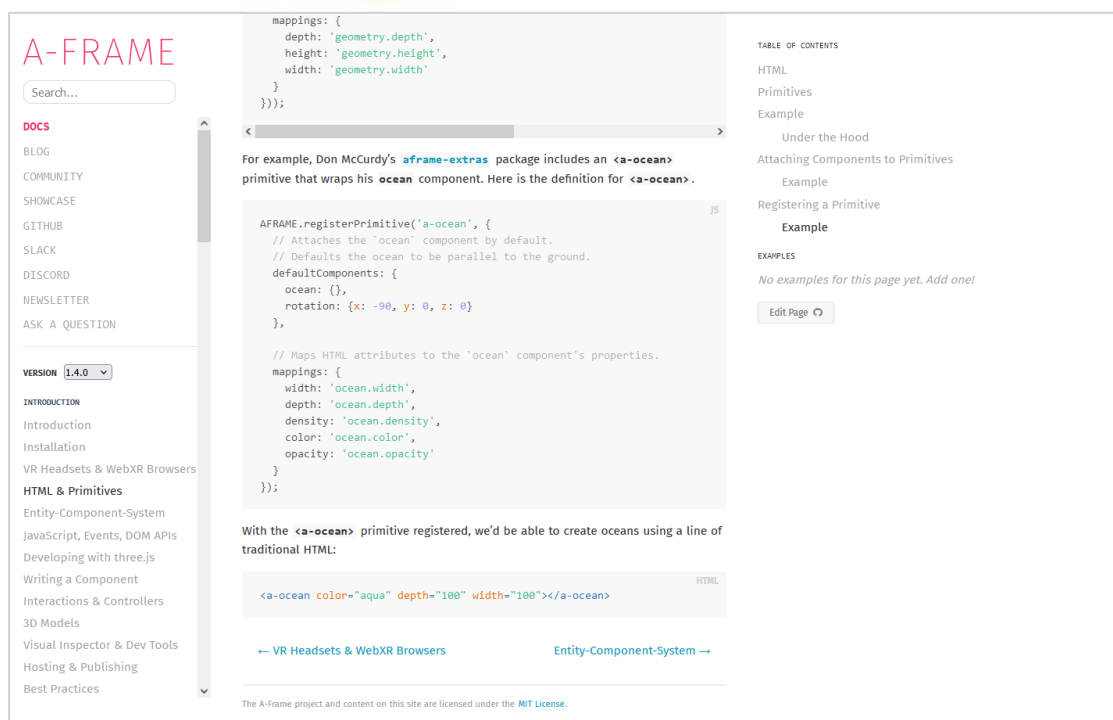 A-FRAME
Search...
DOCS
BLOG
COMMUNITY
SHOWCASE
GITHUB
SLACK
DISCORD
NEWSLETTER
ASK A QUESTION
VERSION 1.4.0
INTRODUCTION
Introduction
Installation
VR Headsets & WebXR Browsers
HTML & Primitives
Entity-Component-System
JavaScript, Events, DOM APIs
Developing with three.js
Writing a Component
Interactions & Controllers
3D Models
Visual Inspector & Dev Tools
Hosting & Publishing
Best Practices
mappings: {
depth: 'geometry.depth',
height: 'geometry.height',
width: 'geometry.width'
}
}));
For example, Don McCurdy's aframe-extras package includes an <a-ocean>
primitive that wraps his ocean component. Here is the definition for <a-ocean>.
JS
AFRAME.registerPrimitive('a-ocean', {
// Attaches the `ocean` component by default.
// Defaults the ocean to be parallel to the ground.
defaultComponents: {
ocean: {},
rotation: {x: -90, y: 0, z: 0}
},
// Maps HTML attributes to the `ocean` component's properties.
mappings: {
width: 'ocean.width',
depth: 'ocean.depth',
density: 'ocean.density',
color: 'ocean.color',
opacity: 'ocean.opacity'
}
});
With the <a-ocean> primitive registered, we'd be able to create oceans using a line of
traditional HTML:
HTML
<a-ocean color="aqua" depth="100" width="100"></a-ocean>
← VR Headsets & WebXR Browsers
Entity-Component-System →
The A-Frame project and content on this site are licensed under the MIT License.
TABLE OF CONTENTS
HTML
Primitives
Example
Under the Hood
Attaching Components to Primitives
Example
Registering a Primitive
Example
EXAMPLES
No examples for this page yet. Add one!
Edit Page